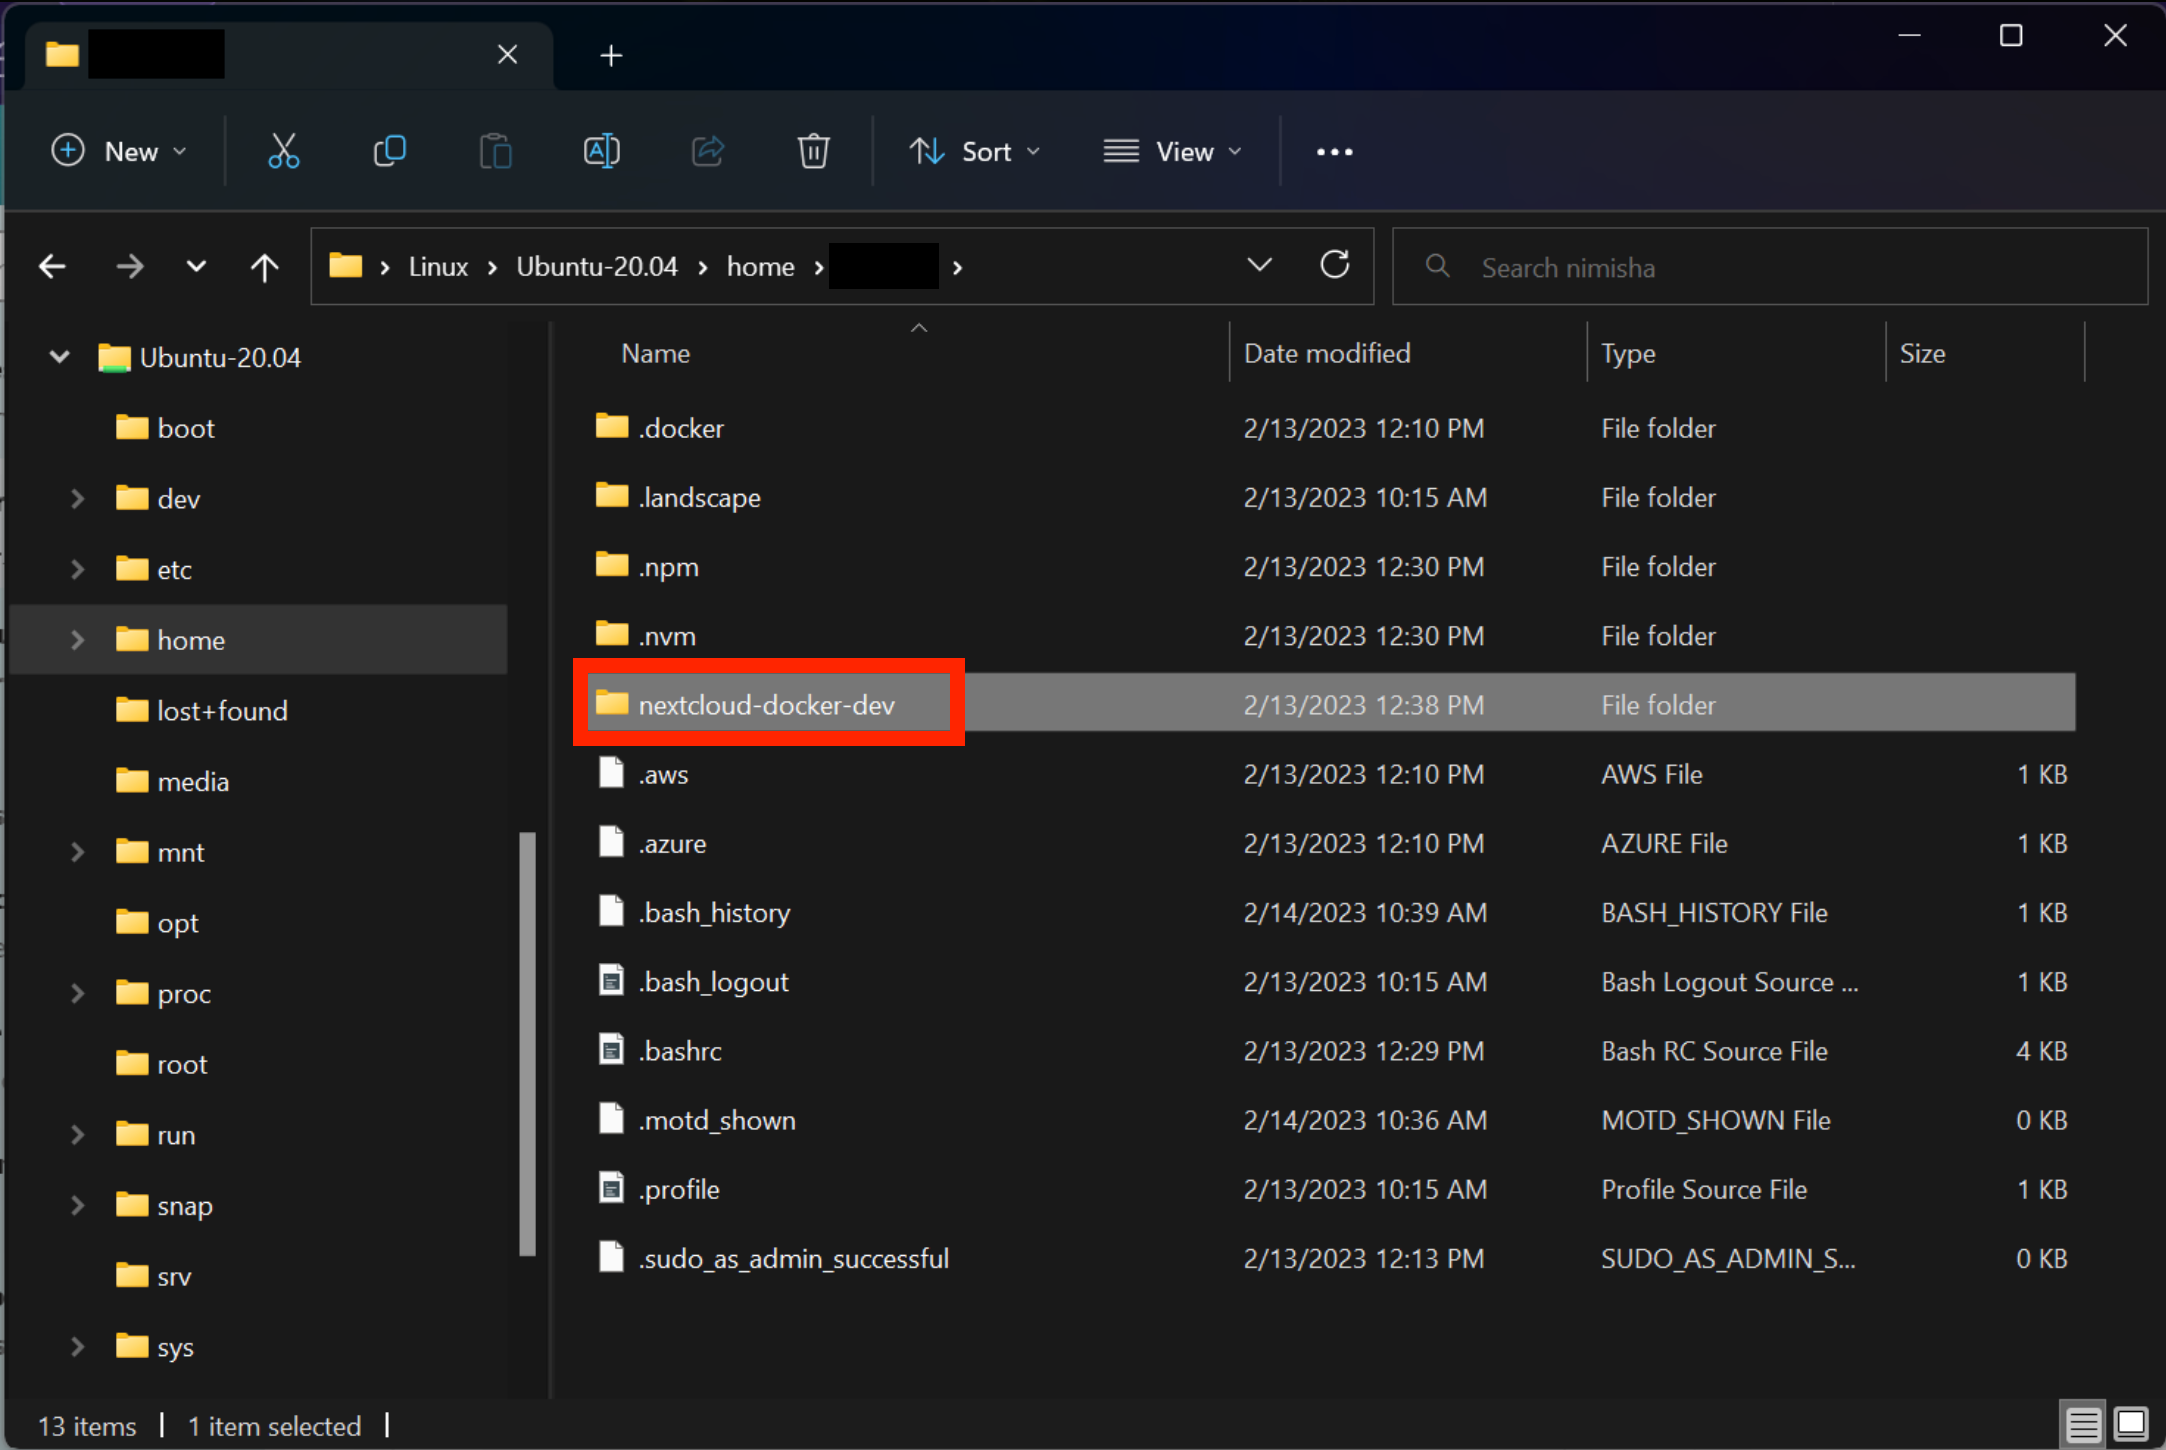 New Sort View
Linux Ubuntu-20.04 home Search nimisha
Ubuntu-20.04
boot
dev
etc
home
lost+found
media
mnt
opt
proc
root
run
snap
srv
sys
Name Date modified Type Size
.docker 2/13/2023 12:10 PM File folder
.landscape 2/13/2023 10:15 AM File folder
.npm 2/13/2023 12:30 PM File folder
.nvm 2/13/2023 12:30 PM File folder
nextcloud-docker-dev 2/13/2023 12:38 PM File folder
.aws 2/13/2023 12:10 PM AWS File 1 KB
.azure 2/13/2023 12:10 PM AZURE File 1 KB
.bash_history 2/14/2023 10:39 AM BASH_HISTORY File 1 KB
.bash_logout 2/13/2023 10:15 AM Bash Logout Source ... 1 KB
.bashrc 2/13/2023 12:29 PM Bash RC Source File 4 KB
.motd_shown 2/14/2023 10:36 AM MOTD_SHOWN File 0 KB
.profile 2/13/2023 10:15 AM Profile Source File 1 KB
.sudo_as_admin_successful 2/13/2023 12:13 PM SUDO_AS_ADMIN_S... 0 KB
13 items 1 item selected